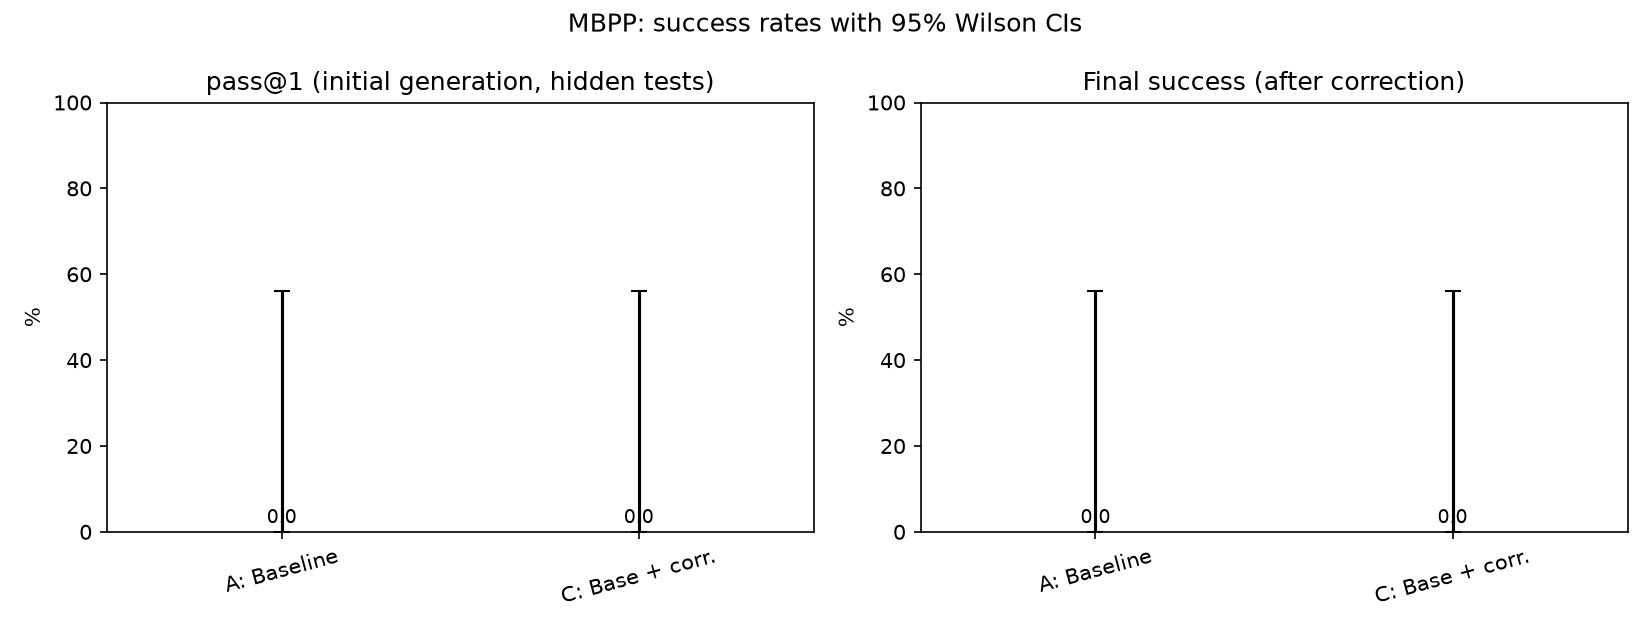 MBPP: success rates with 95% Wilson CIs
pass@1 (initial generation, hidden tests)
100
80
60
40
20
0
%
0.0
0.0
A: Baseline
C: Base + corr.
Final success (after correction)
100
80
60
40
20
0
%
0.0
0.0
A: Baseline
C: Base + corr.